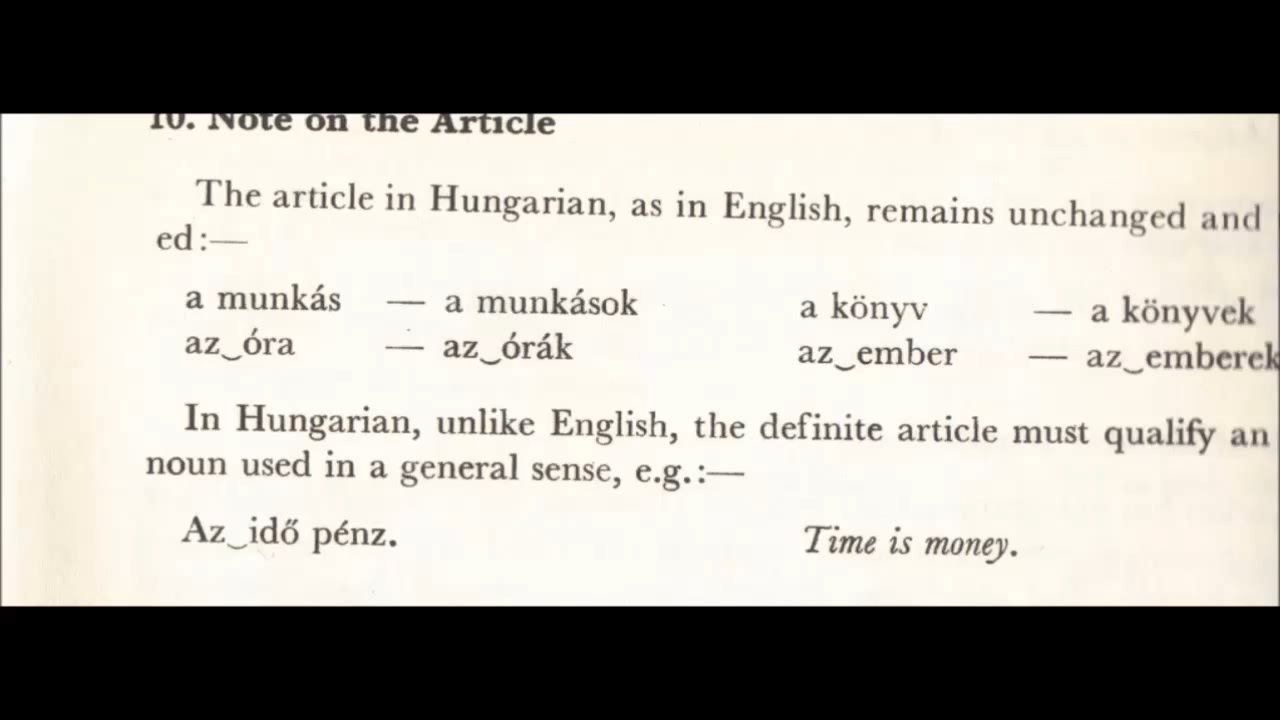 10. Note on the Article
The article in Hungarian, as in English, remains unchanged and
ed:—
a munkás — a munkások a könyv — a könyvek
az‿óra — az‿órák az‿ember — az‿emberek
In Hungarian, unlike English, the definite article must qualify an
noun used in a general sense, e.g.:—
Az‿idő pénz. Time is money.